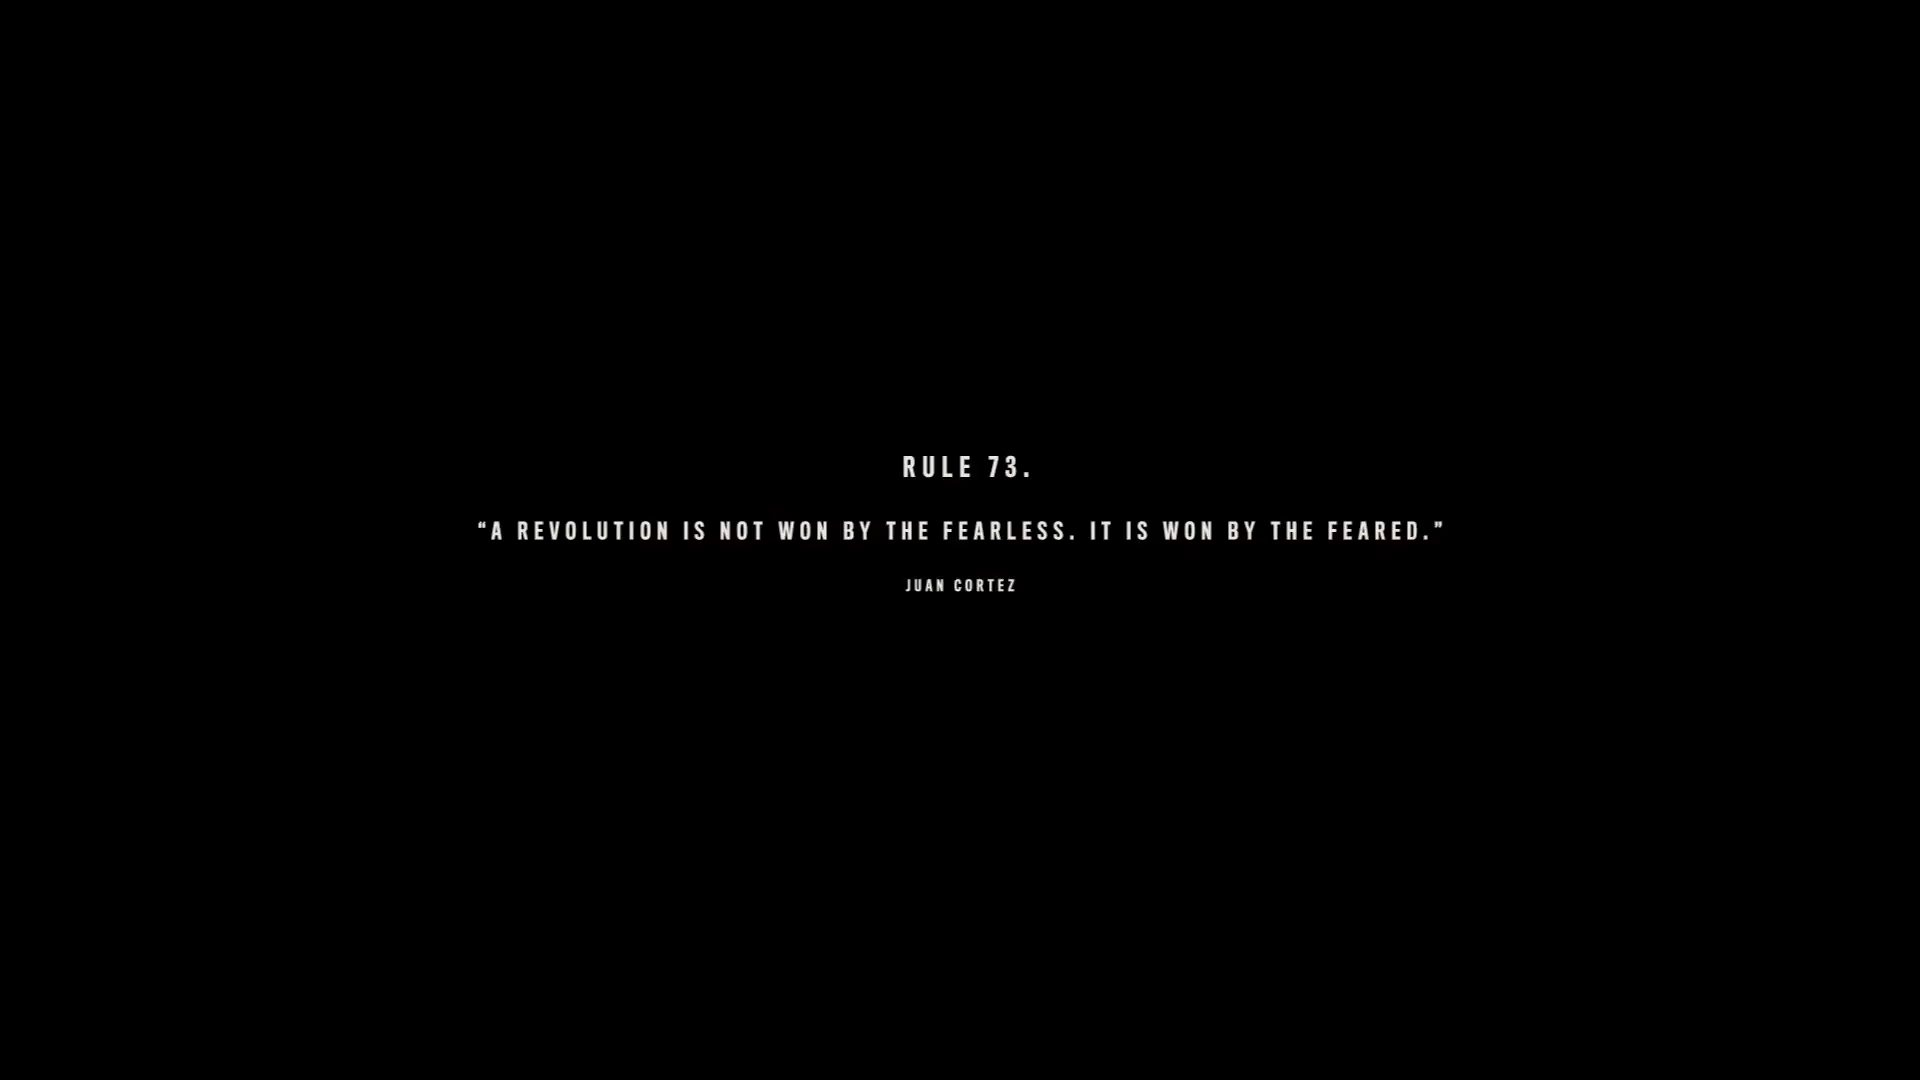 RULE 73.
“A REVOLUTION IS NOT WON BY THE FEARLESS. IT IS WON BY THE FEARED.”
JUAN CORTEZ